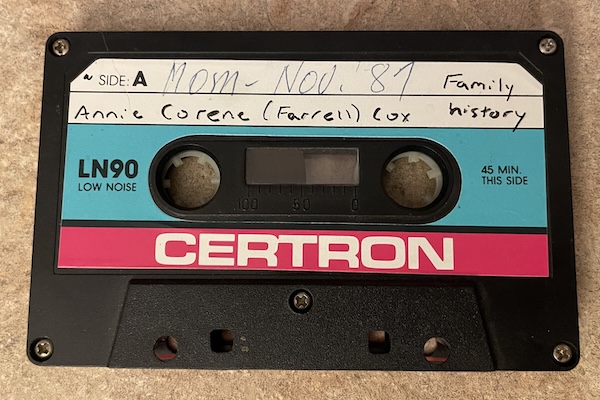 ~ SIDE: A Mom - Nov. '81 Family
Annie Corene (Farrell) Cox history
LN90
LOW NOISE
100 50 0
45 MIN.
THIS SIDE
CERTRON